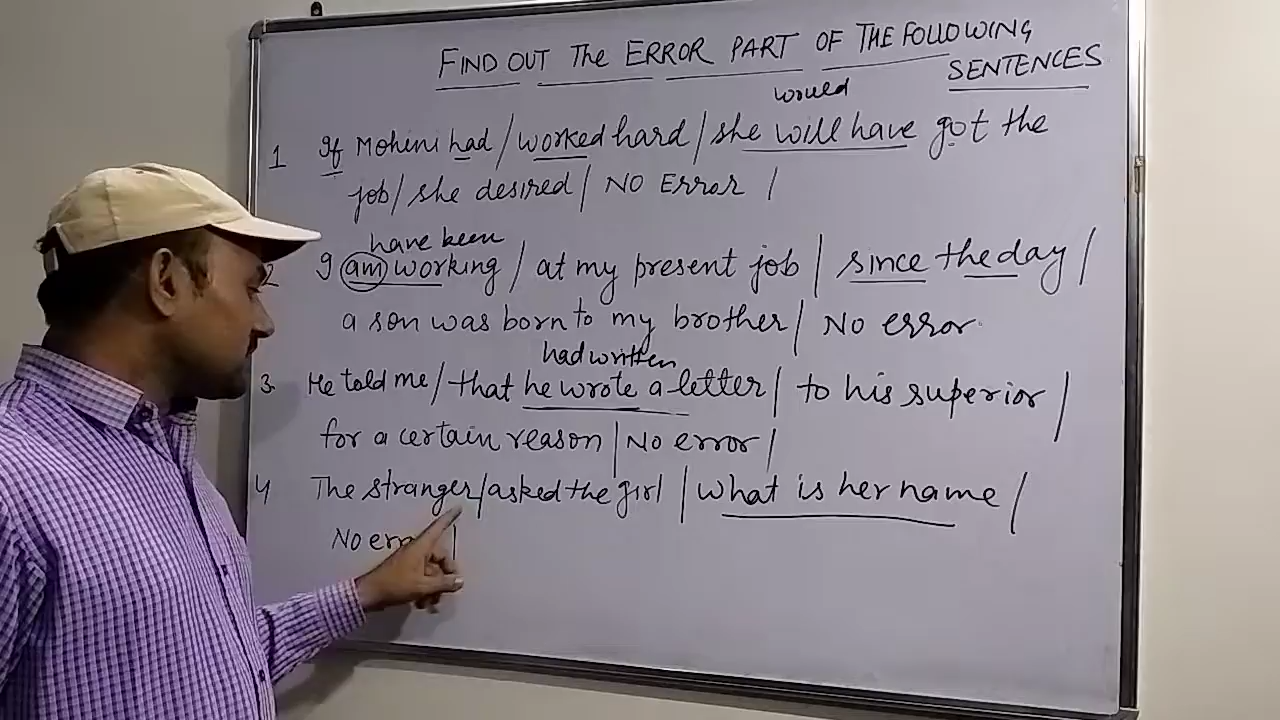 FIND OUT The ERROR PART OF THE FOLLOWING
SENTENCES
would
1 If Mohini had / worked hard / she will have got the
job / she desired / NO ERROR /
have been
2 I am working / at my present job / since the day /
a son was born to my brother / No error.
had written
3. He told me / that he wrote a letter / to his superior /
for a certain reason / No error /
4 The stranger / asked the girl / what is her name /
No